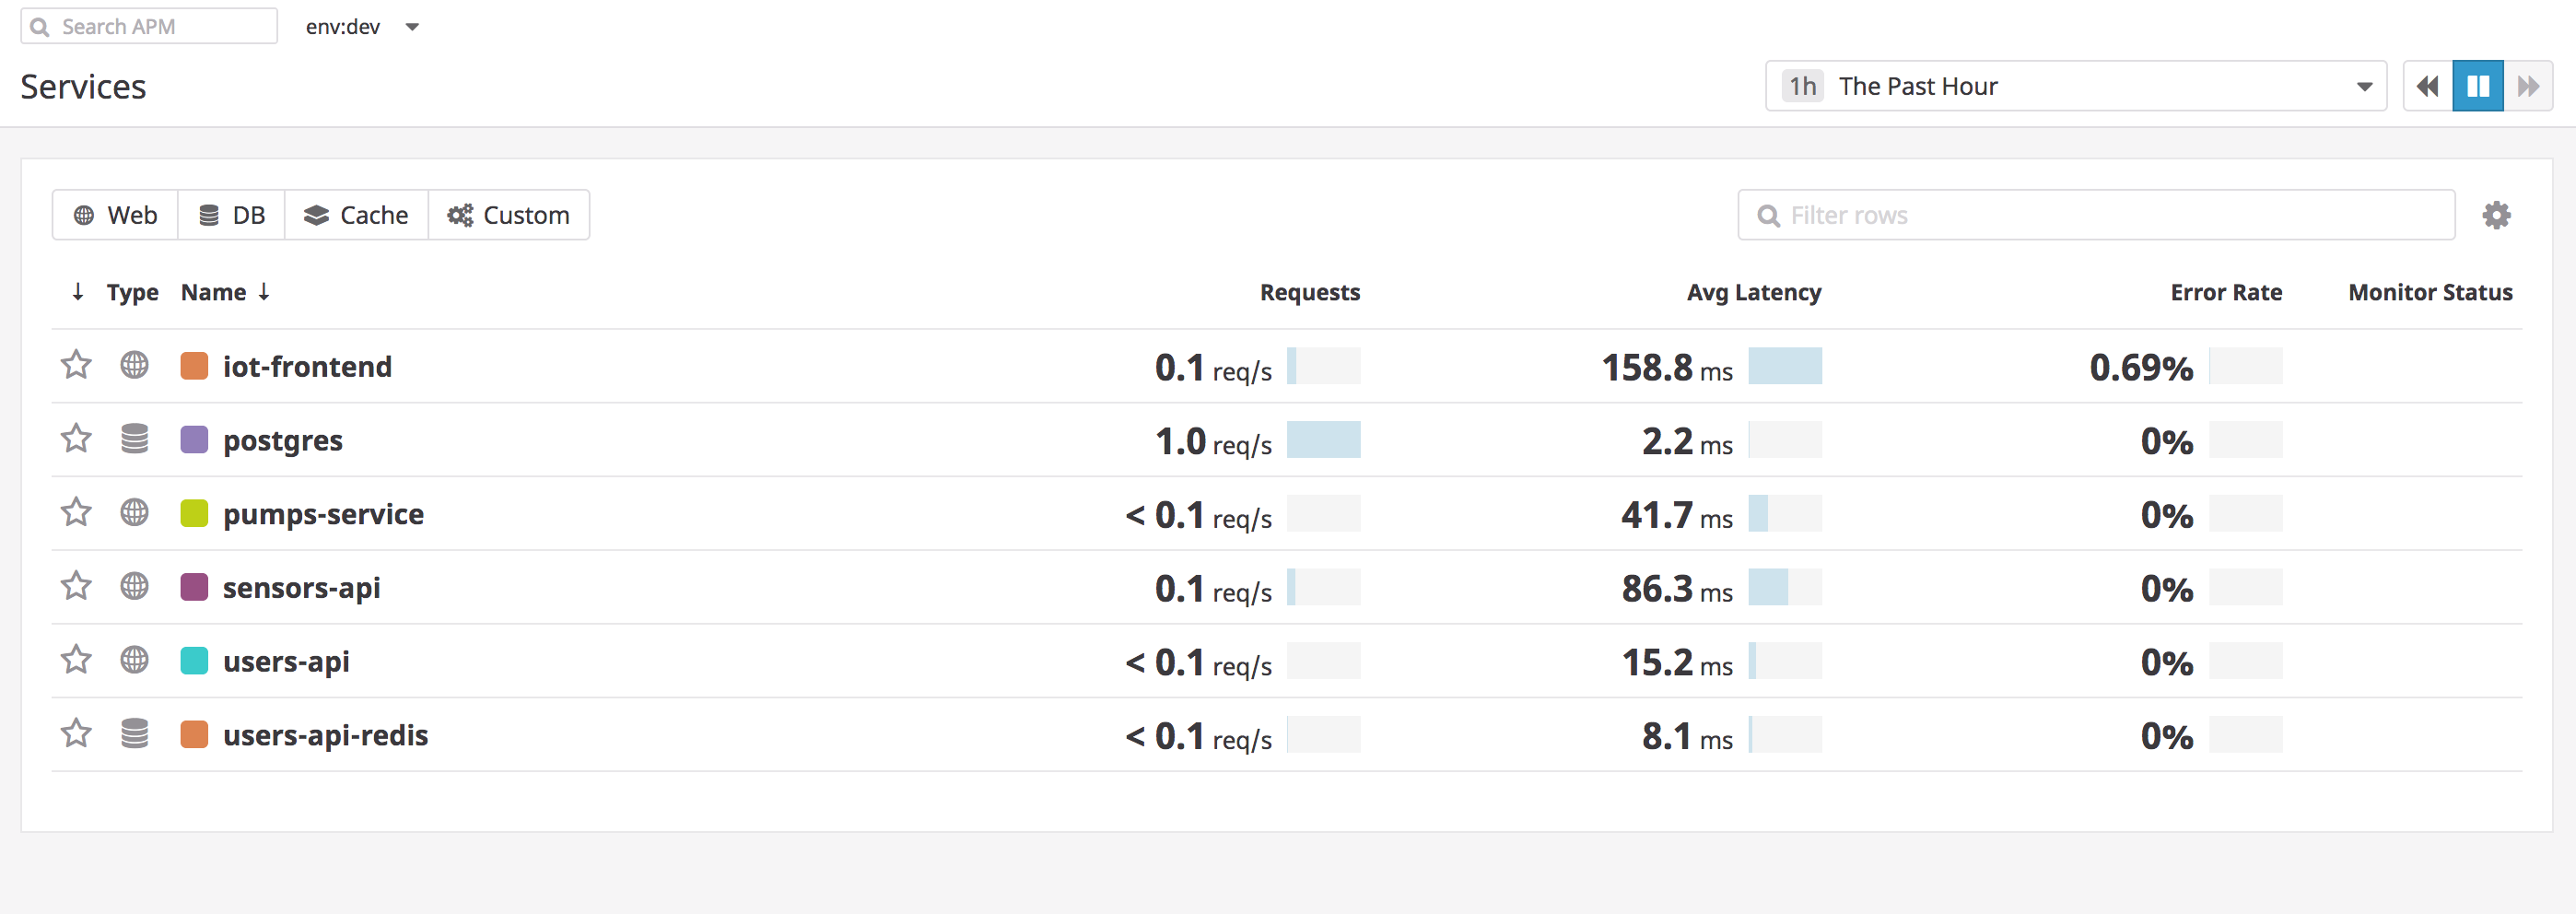 Search APM env:dev
Services 1h The Past Hour
Web DB Cache Custom Filter rows
↓ Type Name ↓ Requests Avg Latency Error Rate Monitor Status
iot-frontend 0.1 req/s 158.8 ms 0.69%
postgres 1.0 req/s 2.2 ms 0%
pumps-service < 0.1 req/s 41.7 ms 0%
sensors-api 0.1 req/s 86.3 ms 0%
users-api < 0.1 req/s 15.2 ms 0%
users-api-redis < 0.1 req/s 8.1 ms 0%